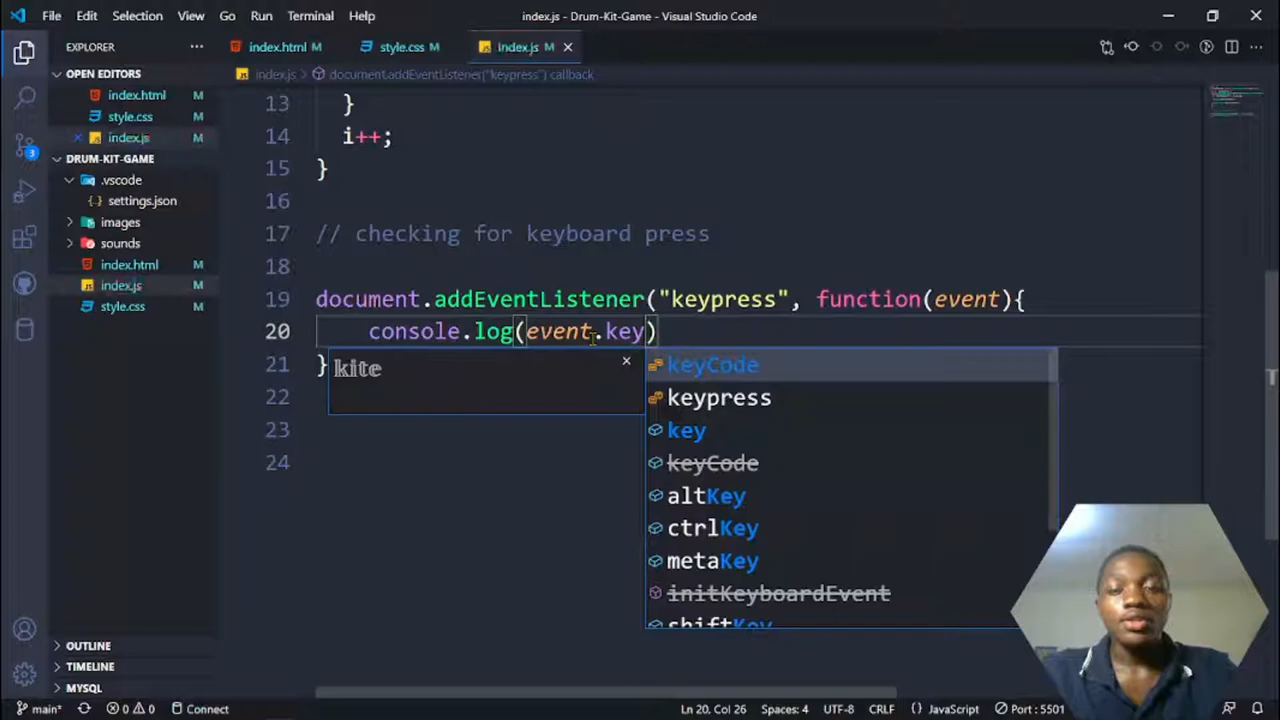 File Edit Selection View Go Run Terminal Help index.js - Drum-Kit-Game - Visual Studio Code
EXPLORER
index.html M style.css M index.js M
OPEN EDITORS
index.html M
style.css M
index.js M
DRUM-KIT-GAME
.vscode
settings.json
images
sounds
index.html M
index.js M
style.css M
OUTLINE
TIMELINE
MYSQL
3
index.js > document.addEventListener("keypress") callback
13 }
14 i++;
15 }
16
17 // checking for keyboard press
18
19 document.addEventListener("keypress", function(event){
20 console.log(event.key)
21 }
22
23
24
kite
keyCode
keypress
key
keyCode
altKey
ctrlKey
metaKey
initKeyboardEvent
shiftKey
main* 0 0 Connect Ln 20, Col 26 Spaces: 4 UTF-8 CRLF {} JavaScript Port : 5501